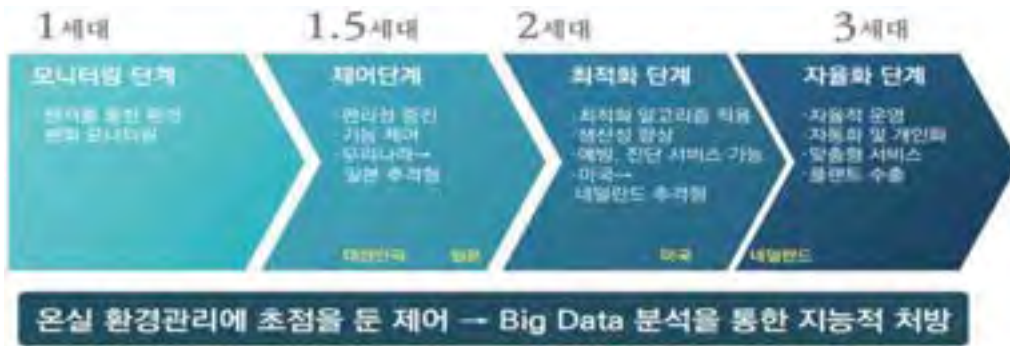 1세대
모니터링 단계
·센서를 통한 환경
변화 모니터링
1.5세대
제어단계
·편리성 증진
·기능 제어
·우리나라→
일본 추격형
대한민국 일본
2세대
최적화 단계
·최적화 알고리즘 적용
·생산성 향상
·예방, 진단 서비스 가능
·미국→
네덜란드 추격형
미국
3세대
자율화 단계
·자율적 운영
·자동화 및 개인화
·맞춤형 서비스
·플랜트 수출
네덜란드
온실 환경관리에 초점을 둔 제어 → Big Data 분석을 통한 지능적 처방